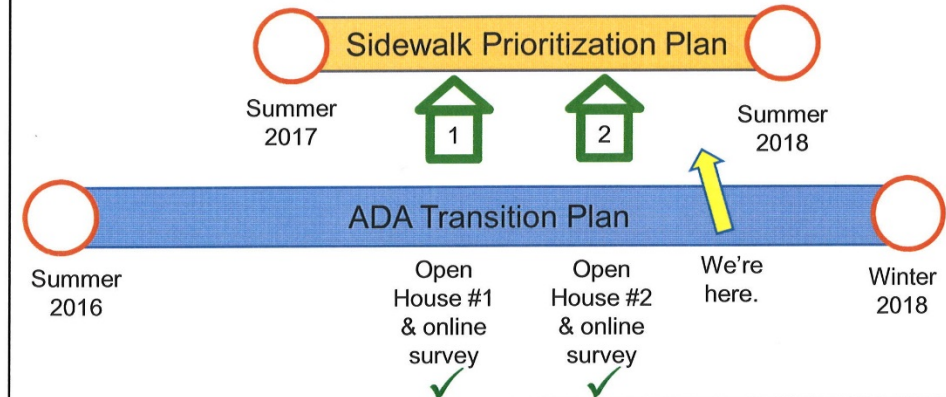 Sidewalk Prioritization Plan
Summer
2017
1
2
Summer
2018
ADA Transition Plan
Summer
2016
Open
House #1
& online
survey
Open
House #2
& online
survey
We're
here.
Winter
2018